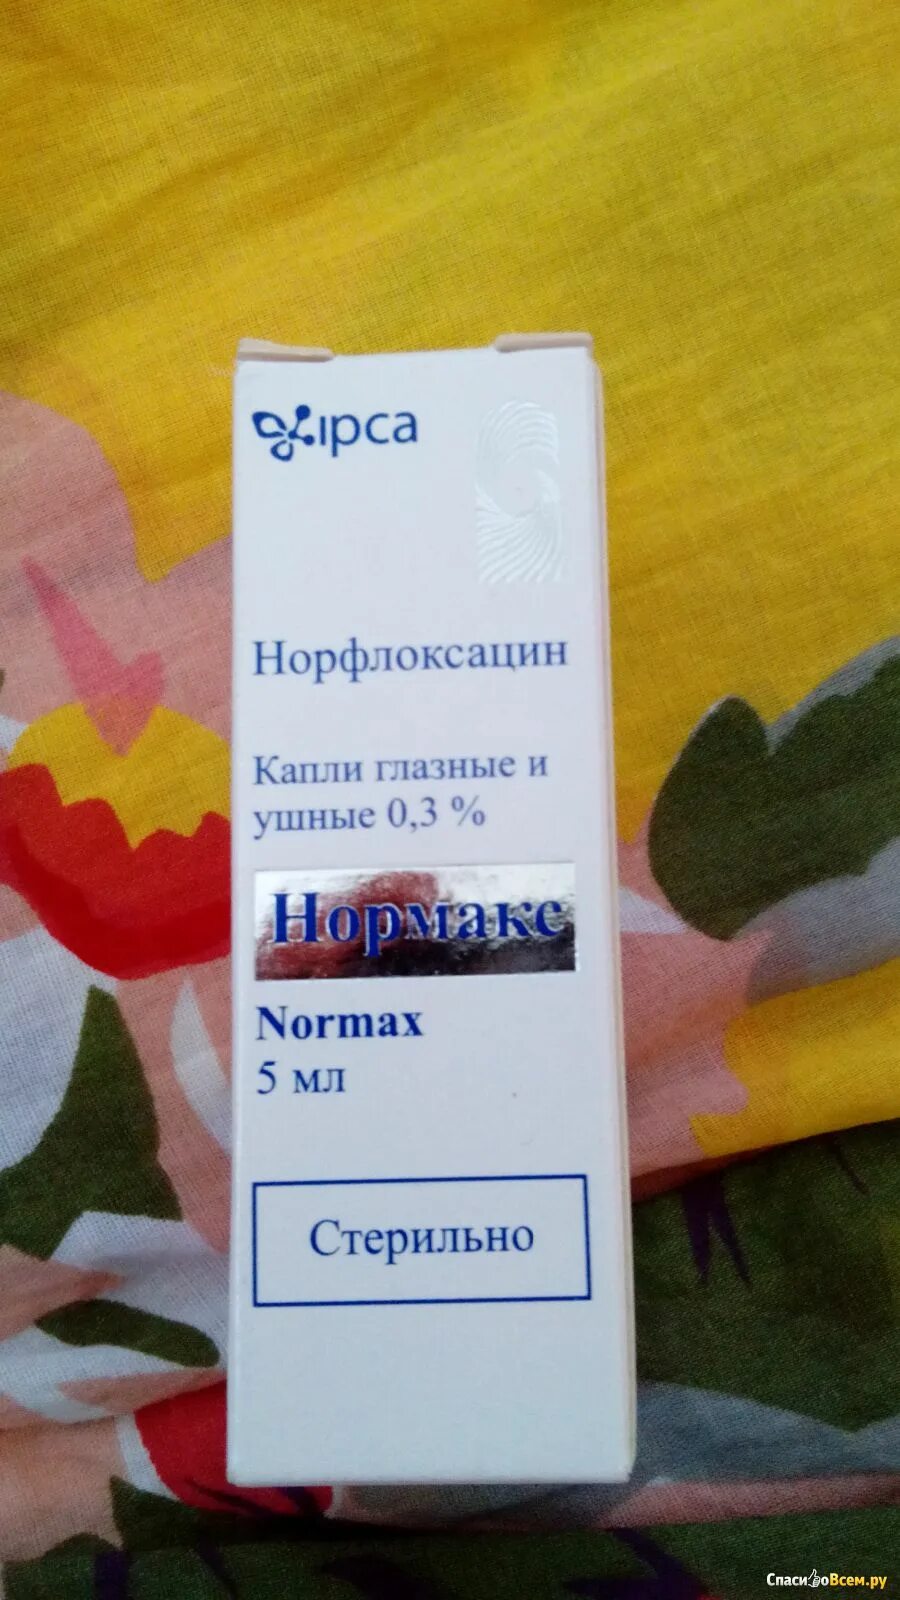 ipca
Норфлоксацин
Капли глазные и
ушные 0,3 %
Нормакс
Normax
5 мл
Стерильно
СпасибоВсем.ру